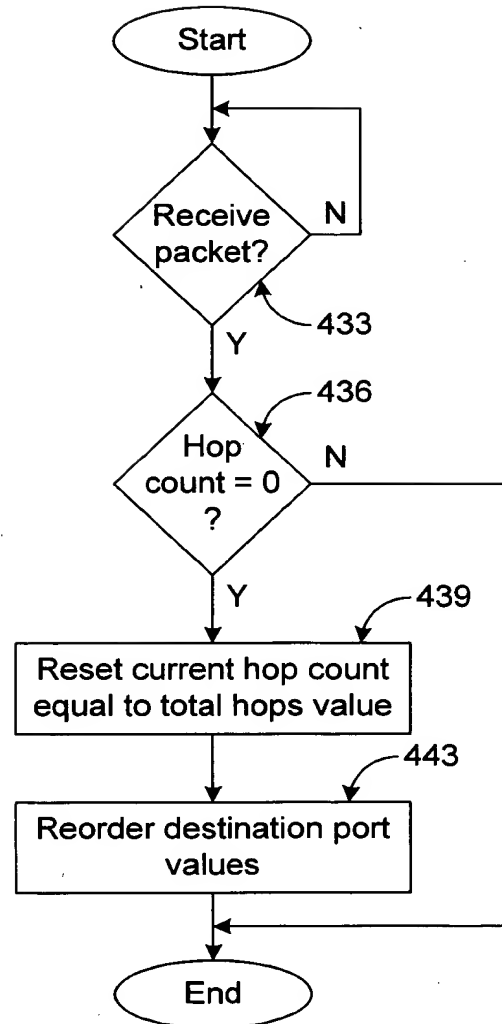 Start
Receive
packet?
N
433
Y
436
Hop
count = 0
?
N
Y
439
Reset current hop count
equal to total hops value
443
Reorder destination port
values
End